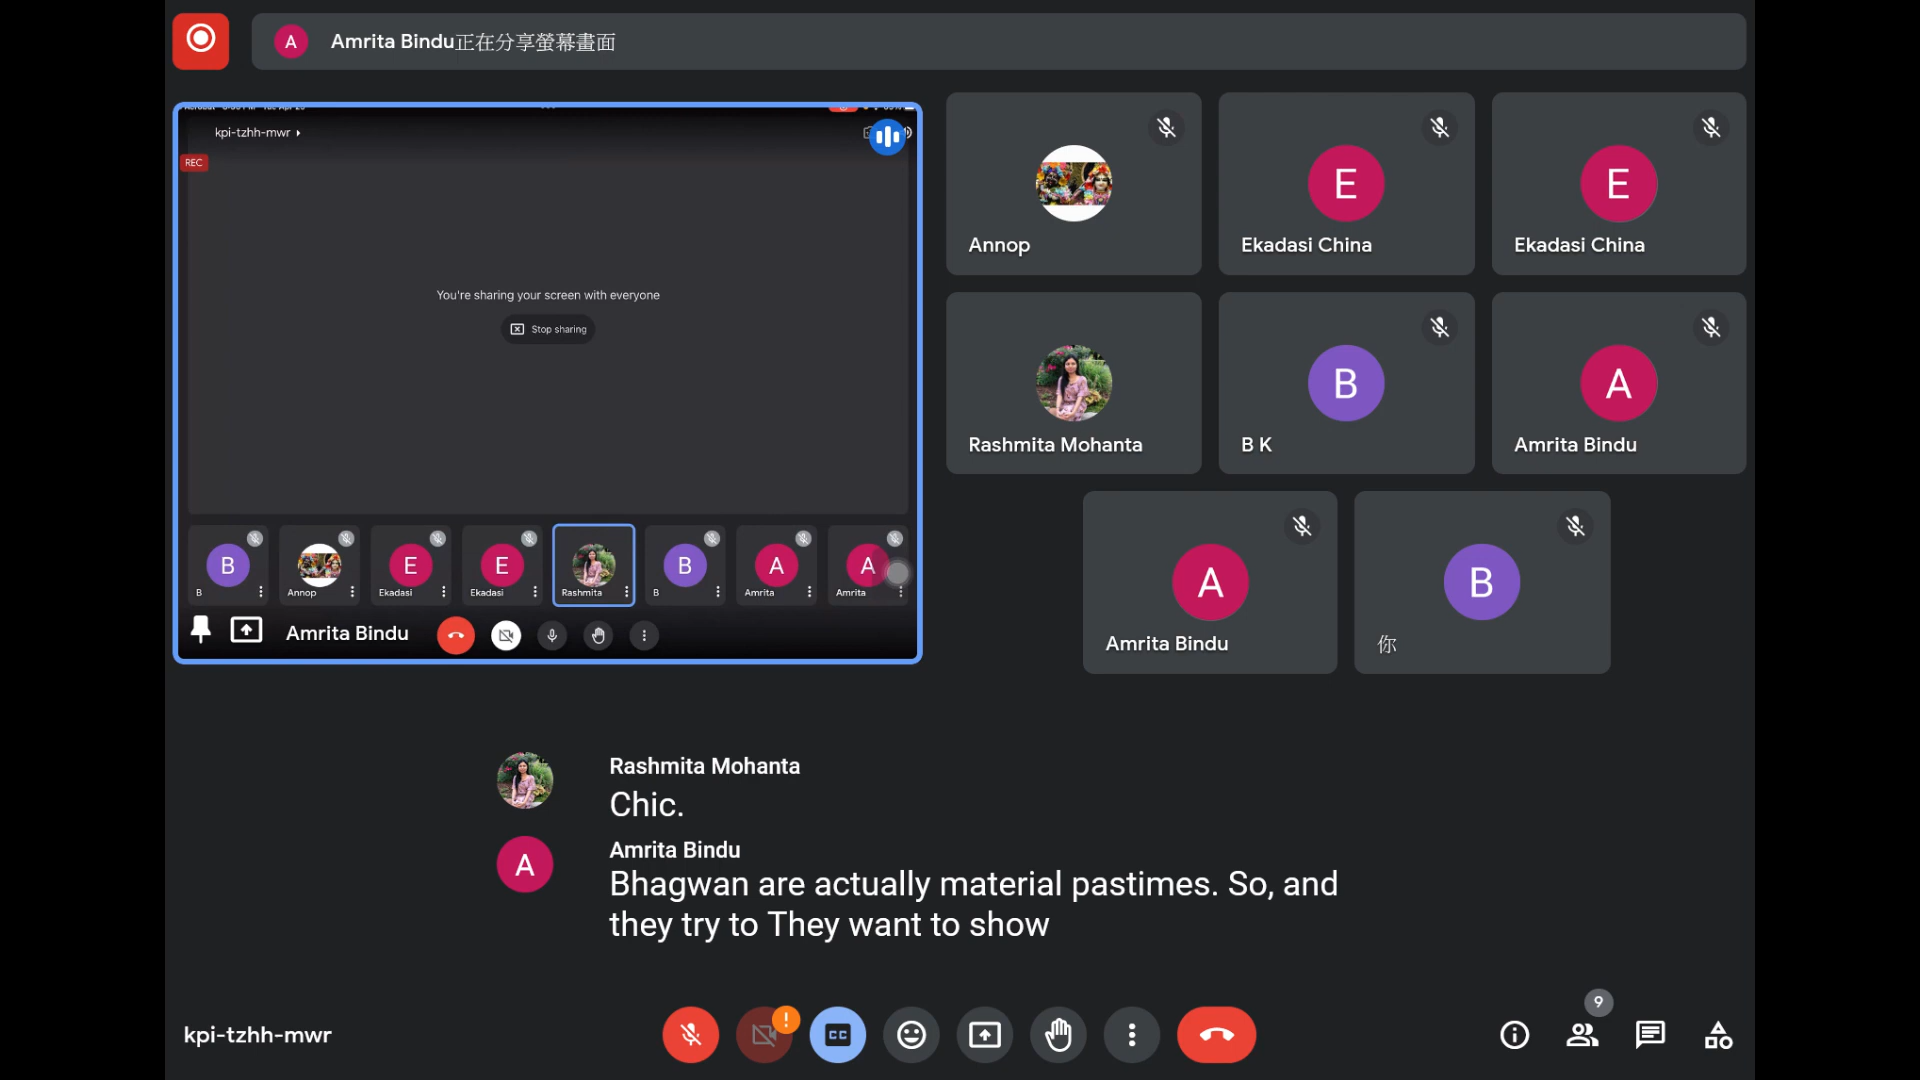 A Amrita Bindu正在分享螢幕畫面
kpi-tzhh-mwr
REC
You're sharing your screen with everyone
Stop sharing
B
A
E
E
B
A
A
B
Annop
Ekadasi
Ekadasi
Rashmita
B
Amrita
Amrita
Amrita Bindu
Annop
E
Ekadasi China
E
Ekadasi China
Rashmita Mohanta
B
B K
A
Amrita Bindu
A
Amrita Bindu
B
你
Rashmita Mohanta
Chic.
A
Amrita Bindu
Bhagwan are actually material pastimes. So, and
they try to They want to show
kpi-tzhh-mwr
!
CC
9